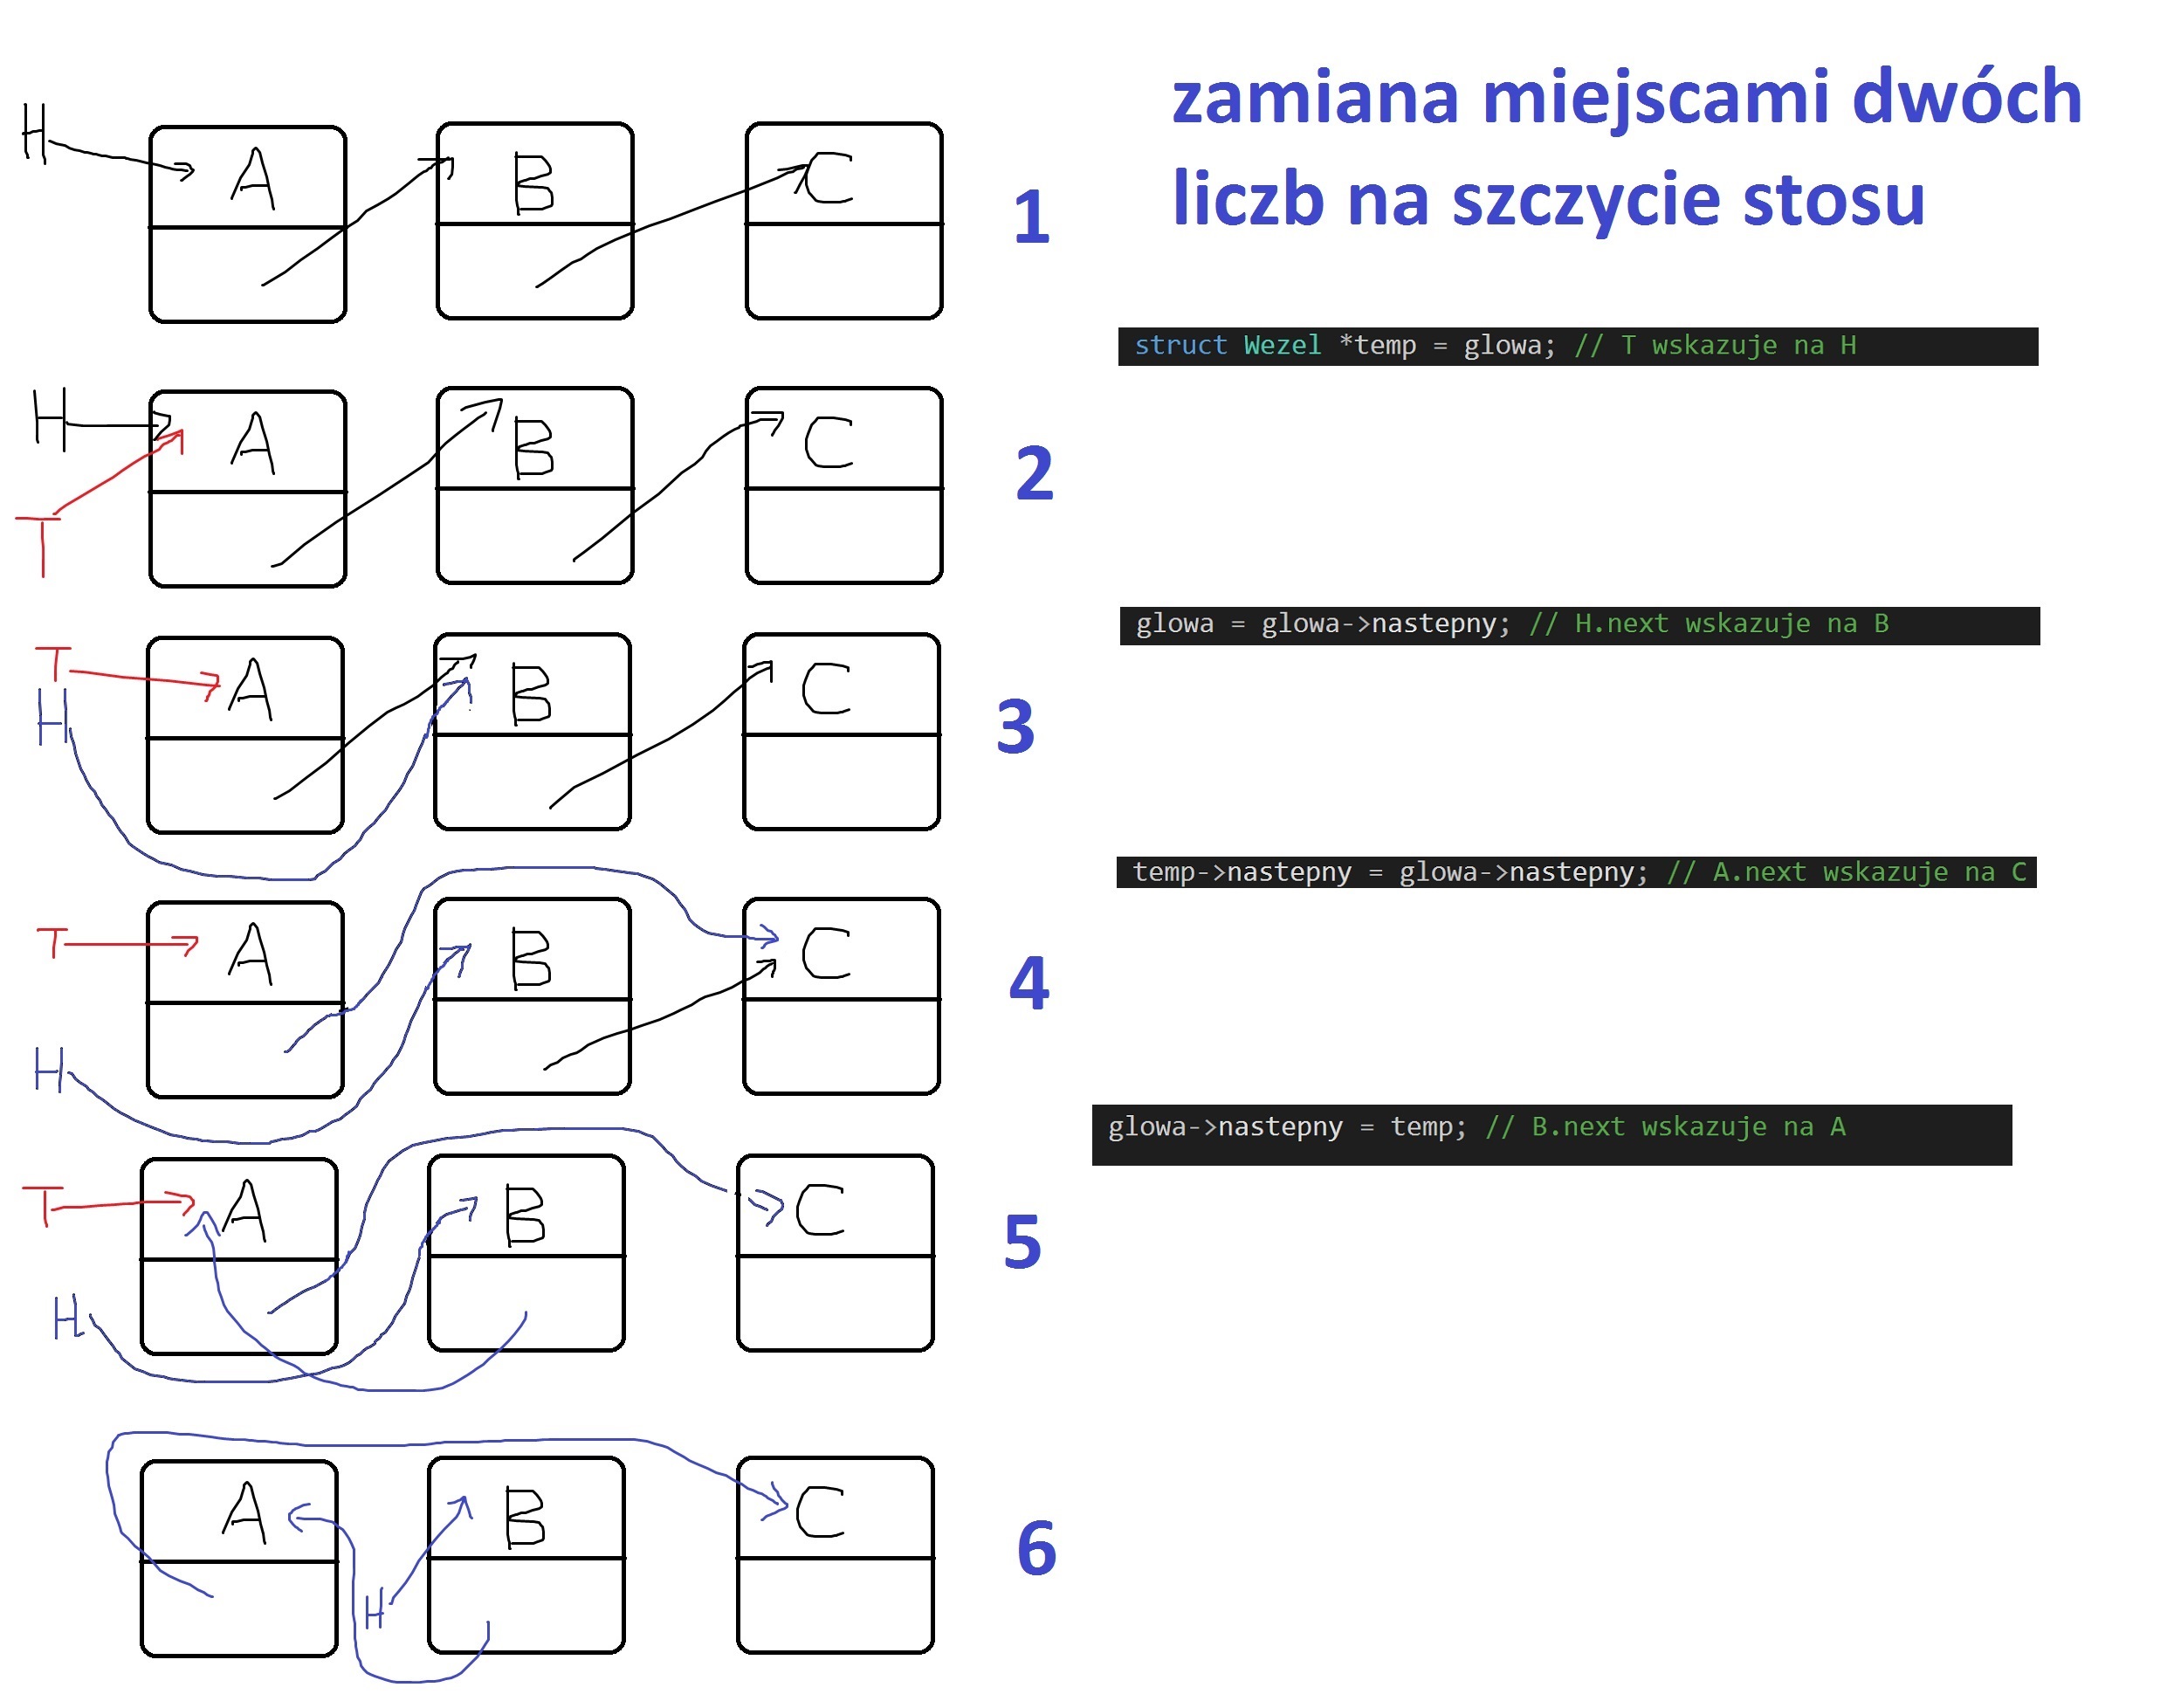 zamiana miejscami dwóch
liczb na szczycie stosu
H
A
B
C
1
struct Wezel *temp = glowa; // T wskazuje na H
H
A
B
C
2
T
glowa = glowa->nastepny; // H.next wskazuje na B
T
H
A
B
C
3
temp->nastepny = glowa->nastepny; // A.next wskazuje na C
T
A
B
C
4
H
glowa->nastepny = temp; // B.next wskazuje na A
T
A
B
C
5
H
A
B
C
6
H